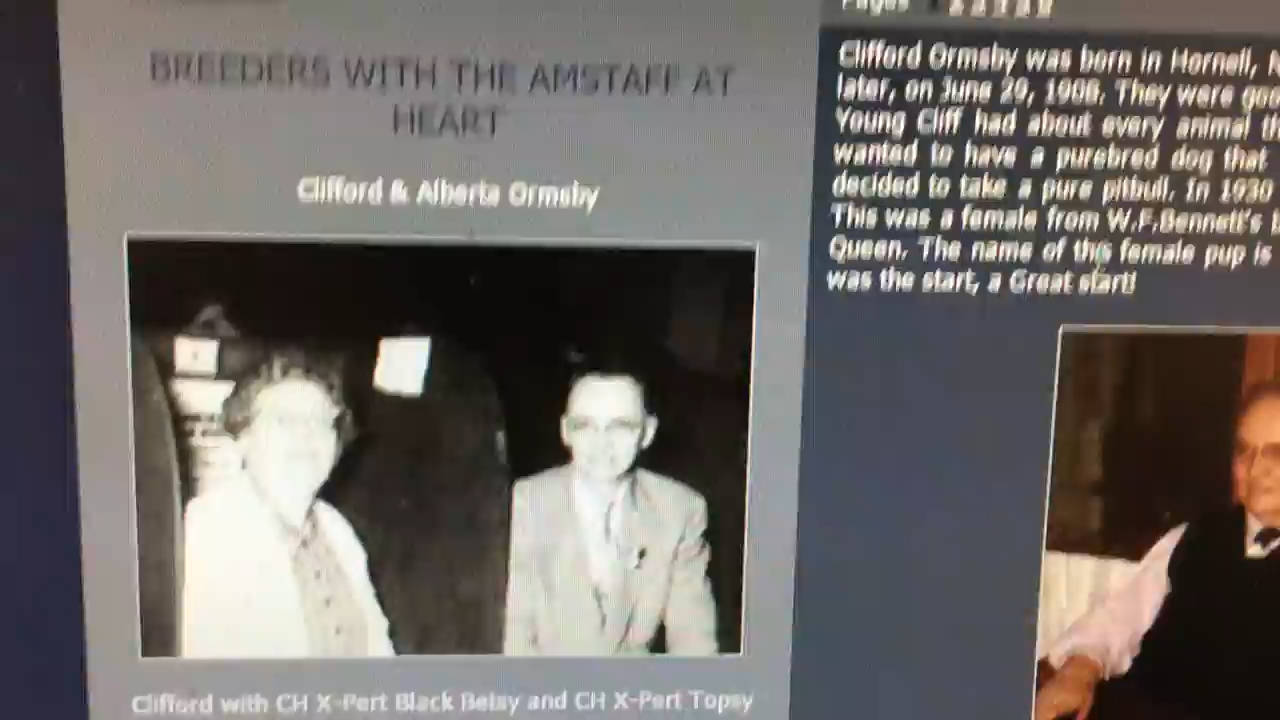 Pages
BREEDERS WITH THE AMSTAFF AT
HEART
Clifford & Alberta Ormsby
Clifford with CH X-Pert Black Betsy and CH X-Pert Topsy
Clifford Ormsby was born in Hornell,
later, on June 29, 1908. They were
Young Cliff had about every animal
wanted to have a purebred dog that
decided to take a pure pitbull. In 1930
This was a female from W.F.Bennett's
Queen. The name of this female pup is
was the start, a Great start!